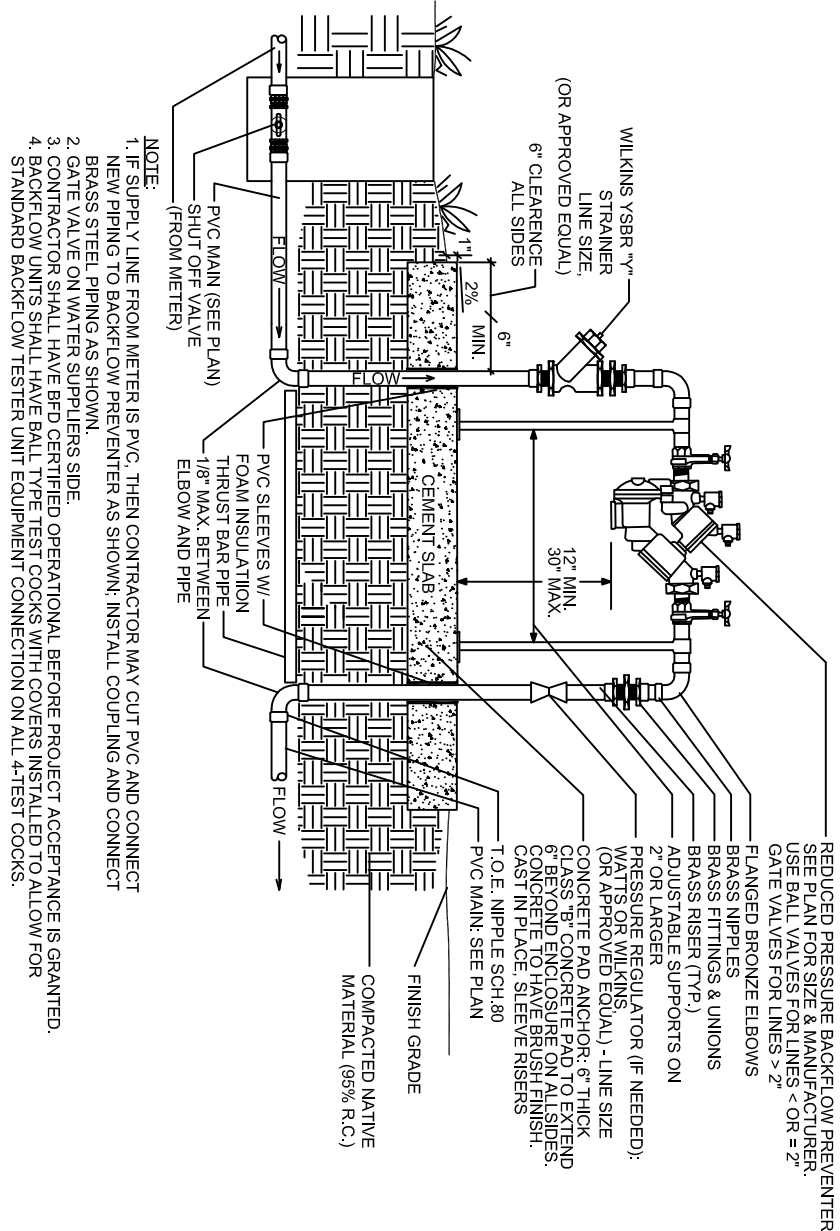 WILKINS YSBR "Y"
STRAINER
LINE SIZE,
(OR APPROVED EQUAL)
6" CLEARENCE
ALL SIDES
1"
2%
6"
MIN.
12" MIN.
30" MAX.
CEMENT SLAB
FLOW
FLOW
FLOW
REDUCED PRESSURE BACKFLOW PREVENTER
SEE PLAN FOR SIZE & MANUFACTURER.
USE BALL VALVES FOR LINES < OR = 2"
GATE VALVES FOR LINES > 2"
FLANGED BRONZE ELBOWS
BRASS NIPPLES
BRASS FITTINGS & UNIONS
BRASS RISER (TYP.)
ADJUSTABLE SUPPORTS ON
2" OR LARGER
PRESSURE REGULATOR (IF NEEDED):
WATTS OR WILKINS,
(OR APPROVED EQUAL) - LINE SIZE
CONCRETE PAD ANCHOR: 6" THICK
CLASS "B" CONCRETE PAD TO EXTEND
6" BEYOND ENCLOSURE ON ALLSIDES.
CONCRETE TO HAVE BRUSH FINISH.
CAST IN PLACE, SLEEVE RISERS
T.O.E. NIPPLE SCH.80
PVC MAIN: SEE PLAN
FINISH GRADE
COMPACTED NATIVE
MATERIAL (95% R.C.)
PVC SLEEVES W/
FOAM INSULATIION
THRUST BAR PIPE
1/8" MAX. BETWEEN
ELBOW AND PIPE
PVC MAIN (SEE PLAN)
SHUT OFF VALVE
(FROM METER)
NOTE:
1. IF SUPPLY LINE FROM METER IS PVC, THEN CONTRACTOR MAY CUT PVC AND CONNECT
NEW PIPING TO BACKFLOW PREVENTER AS SHOWN; INSTALL COUPLING AND CONNECT
BRASS STEEL PIPING AS SHOWN.
2. GATE VALVE ON WATER SUPPLIERS SIDE.
3. CONTRACTOR SHALL HAVE BFD CERTIFIED OPERATIONAL BEFORE PROJECT ACCEPTANCE IS GRANTED.
4. BACKFLOW UNITS SHALL HAVE BALL TYPE TEST COCKS WITH COVERS INSTALLED TO ALLOW FOR
STANDARD BACKFLOW TESTER UNIT EQUIPMENT CONNECTION ON ALL 4-TEST COCKS.